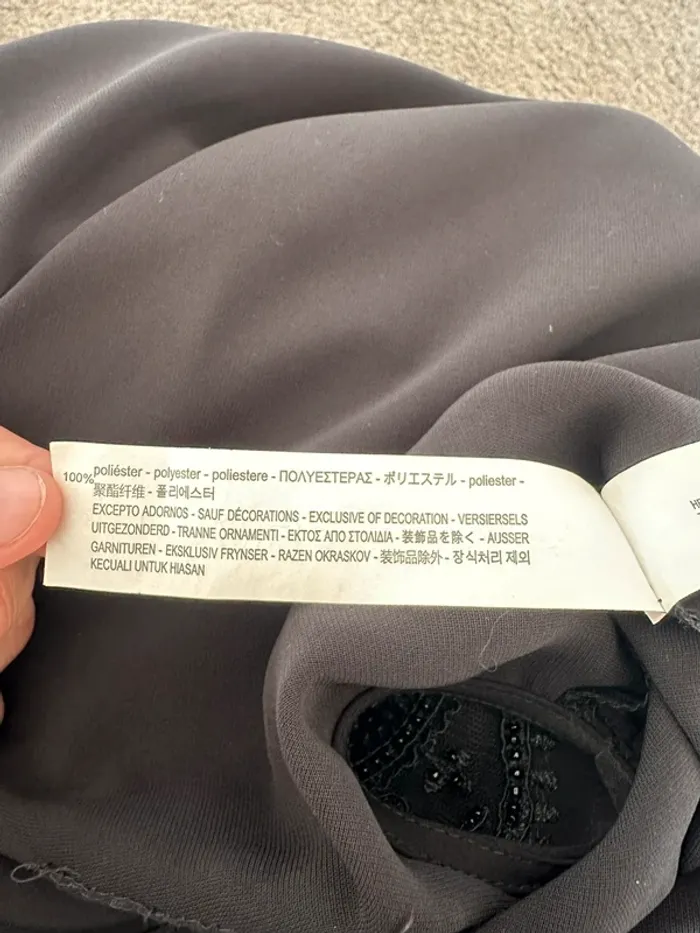 100% poliéster - polyester - poliestere - ΠΟΛΥΕΣΤΕΡΑΣ - ポリエステル - poliester -
聚酯纤维 - 폴리에스터
EXCEPTO ADORNOS - SAUF DÉCORATIONS - EXCLUSIVE OF DECORATION - VERSIERSELS
UITGEZONDERD - TRANNE ORNAMENTI - ΕΚΤΟΣ ΑΠΟ ΣΤΟΛΙΔΙΑ - 装飾品を除く - AUSSER
GARNITUREN - EKSKLUSIV FRYNSER - RAZEN OKRASKOV - 装饰品除外 - 장식처리 제외
KECUALI UNTUK HIASAN